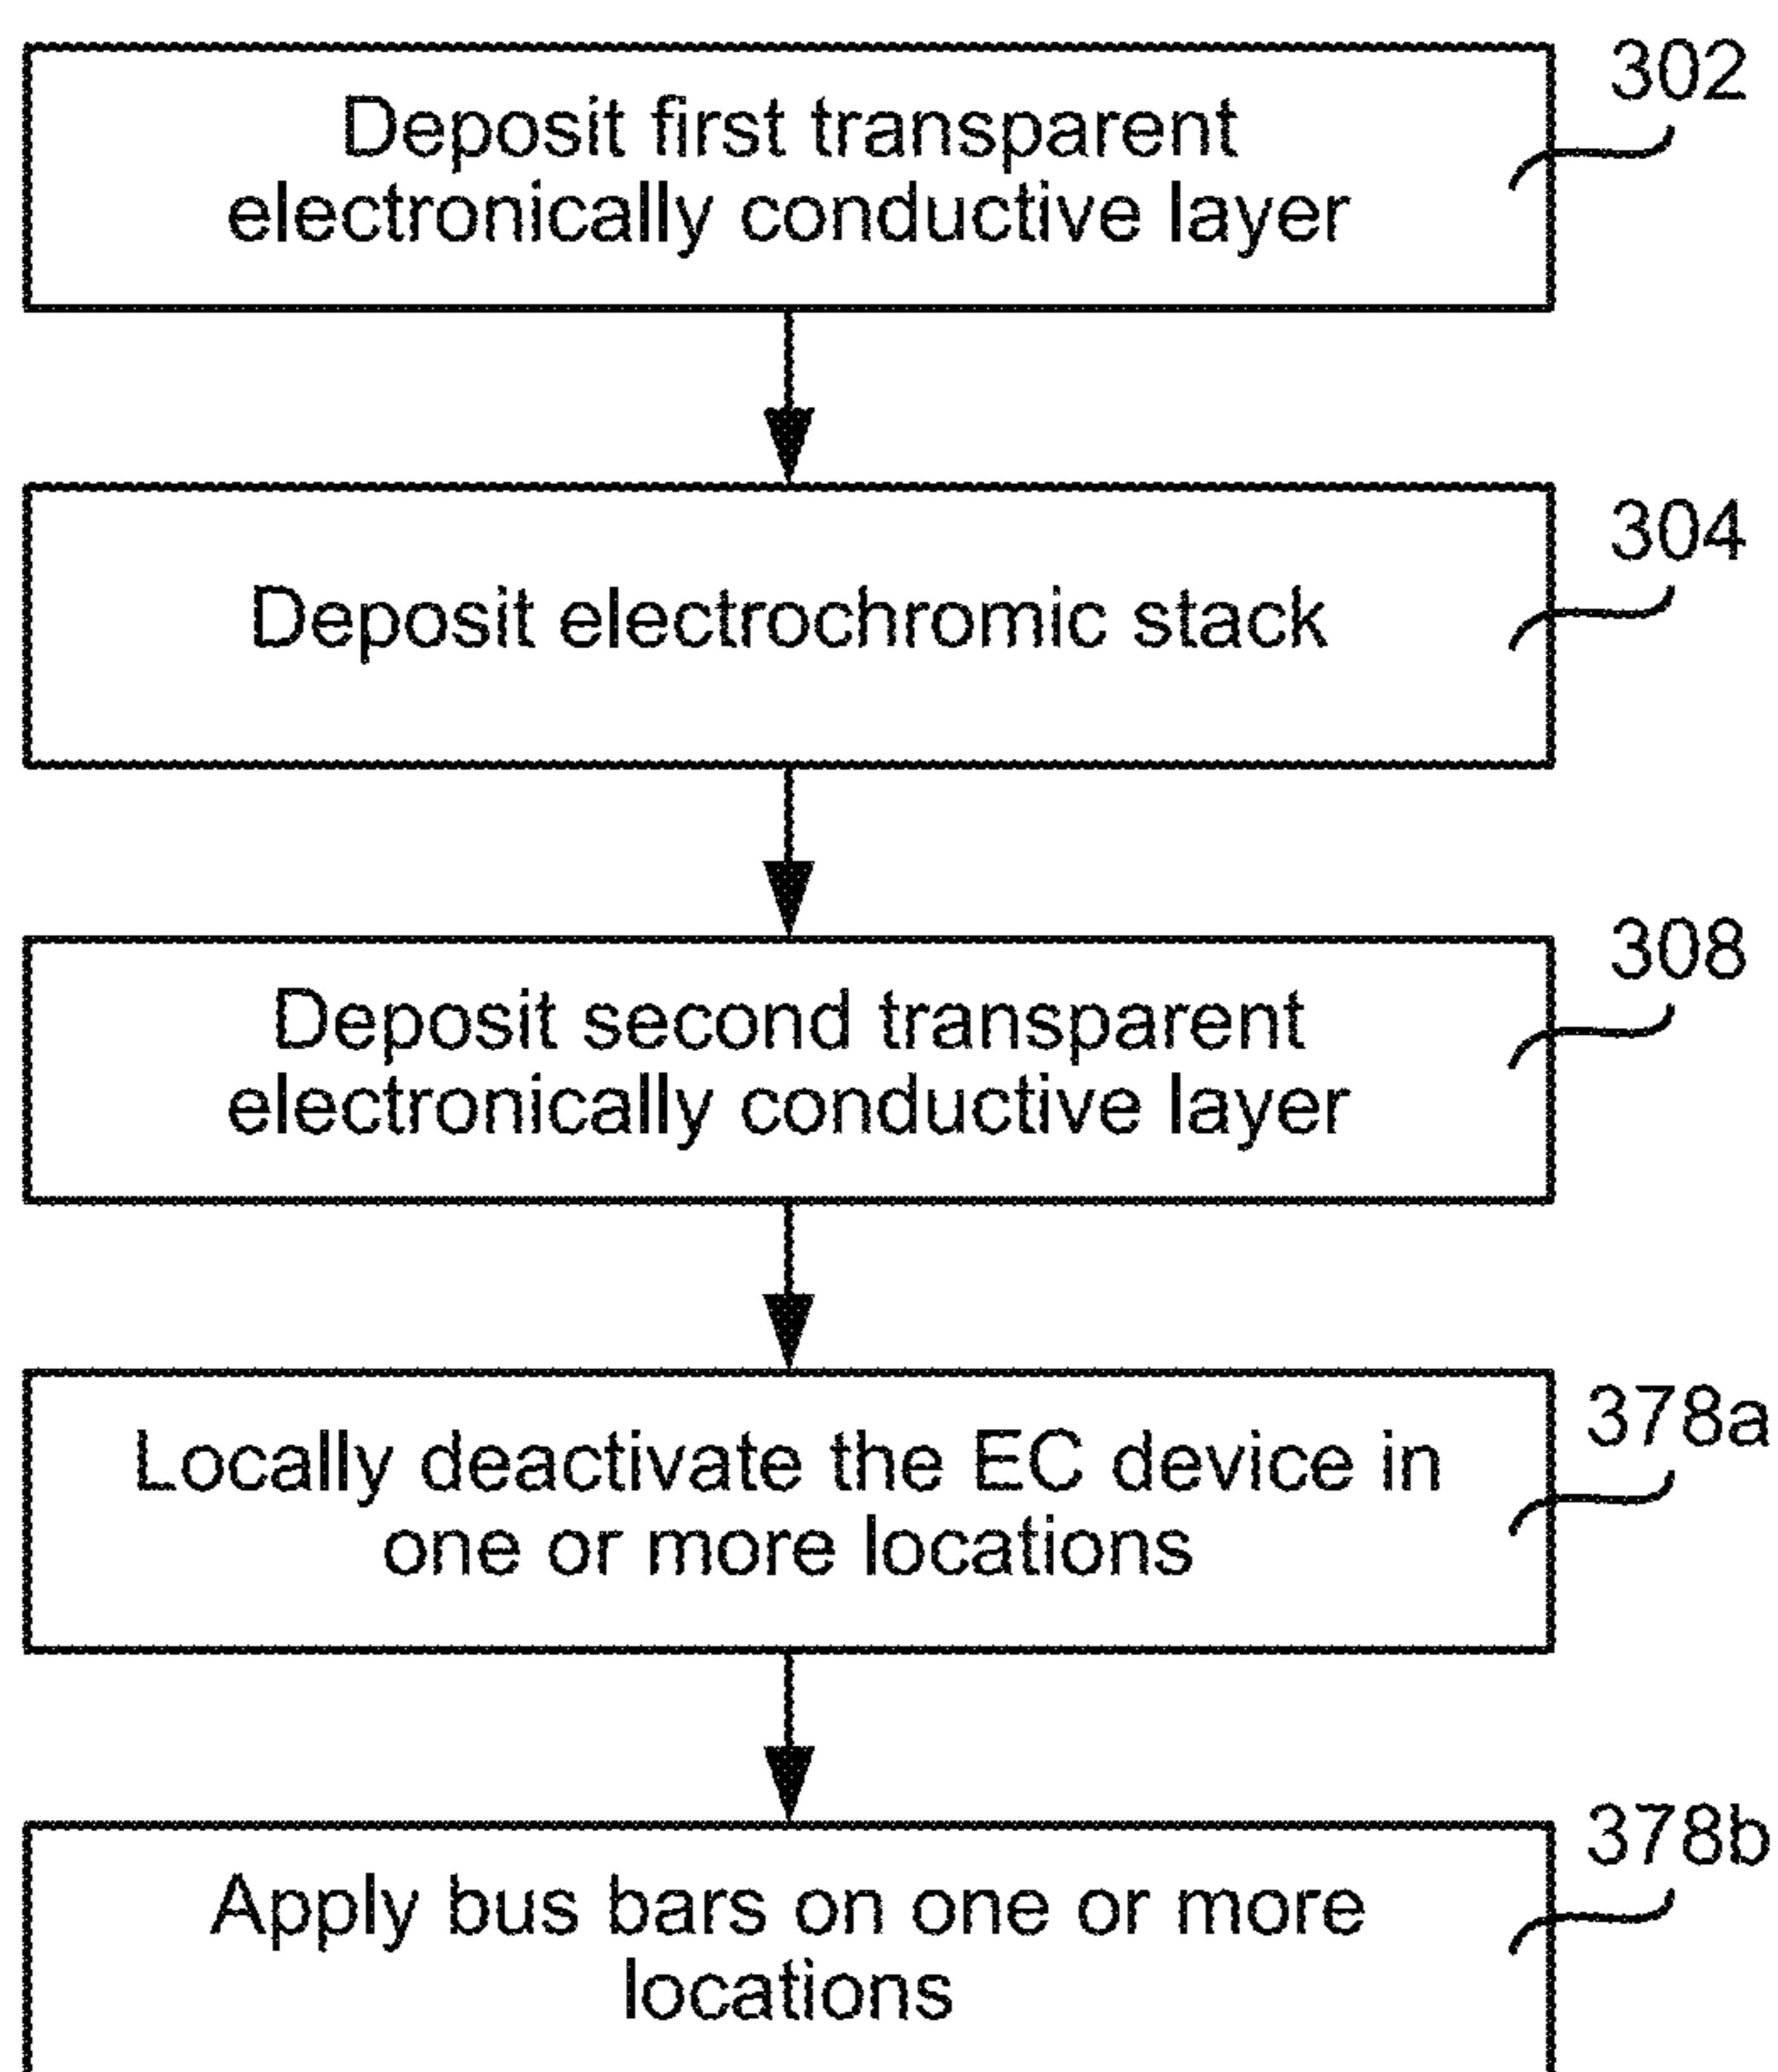 302
Deposit first transparent
electronically conductive layer
304
Deposit electrochromic stack
308
Deposit second transparent
electronically conductive layer
378a
Locally deactivate the EC device in
one or more locations
378b
Apply bus bars on one or more
locations